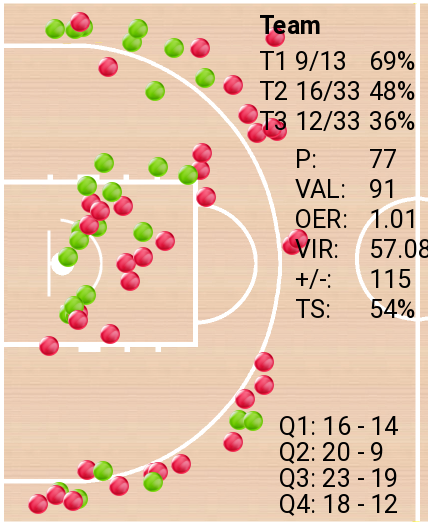 Team
T1 9/13 69%
T2 16/33 48%
T3 12/33 36%
P: 77
VAL: 91
OER: 1.01
VIR: 57.08
+/-: 115
TS: 54%
Q1: 16 - 14
Q2: 20 - 9
Q3: 23 - 19
Q4: 18 - 12